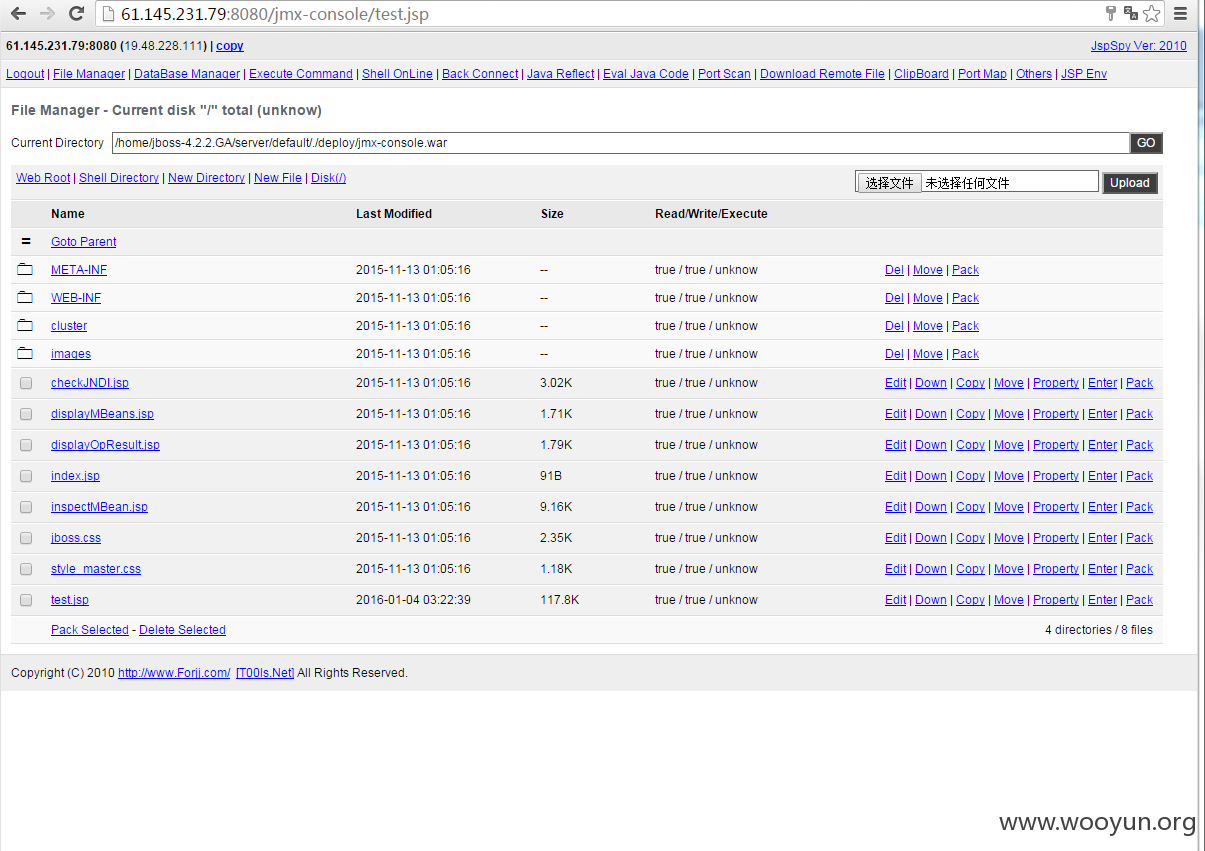 61.145.231.79:8080/jmx-console/test.jsp
61.145.231.79:8080 (19.48.228.111) | copy JspSpy Ver: 2010
Logout | File Manager | DataBase Manager | Execute Command | Shell OnLine | Back Connect | Java Reflect | Eval Java Code | Port Scan | Download Remote File | ClipBoard | Port Map | Others | JSP Env
File Manager - Current disk "/" total (unknow)
Current Directory /home/jboss-4.2.2.GA/server/default/./deploy/jmx-console.war GO
Web Root | Shell Directory | New Directory | New File | Disk(/) 选择文件 未选择任何文件 Upload
Name Last Modified Size Read/Write/Execute
= Goto Parent
META-INF 2015-11-13 01:05:16 -- true / true / unknow Del | Move | Pack
WEB-INF 2015-11-13 01:05:16 -- true / true / unknow Del | Move | Pack
cluster 2015-11-13 01:05:16 -- true / true / unknow Del | Move | Pack
images 2015-11-13 01:05:16 -- true / true / unknow Del | Move | Pack
checkJNDI.jsp 2015-11-13 01:05:16 3.02K true / true / unknow Edit | Down | Copy | Move | Property | Enter | Pack
displayMBeans.jsp 2015-11-13 01:05:16 1.71K true / true / unknow Edit | Down | Copy | Move | Property | Enter | Pack
displayOpResult.jsp 2015-11-13 01:05:16 1.79K true / true / unknow Edit | Down | Copy | Move | Property | Enter | Pack
index.jsp 2015-11-13 01:05:16 91B true / true / unknow Edit | Down | Copy | Move | Property | Enter | Pack
inspectMBean.jsp 2015-11-13 01:05:16 9.16K true / true / unknow Edit | Down | Copy | Move | Property | Enter | Pack
jboss.css 2015-11-13 01:05:16 2.35K true / true / unknow Edit | Down | Copy | Move | Property | Enter | Pack
style_master.css 2015-11-13 01:05:16 1.18K true / true / unknow Edit | Down | Copy | Move | Property | Enter | Pack
test.jsp 2016-01-04 03:22:39 117.8K true / true / unknow Edit | Down | Copy | Move | Property | Enter | Pack
Pack Selected - Delete Selected 4 directories / 8 files
Copyright (C) 2010 http://www.Forjj.com/ [T00ls.Net] All Rights Reserved.
www.wooyun.org